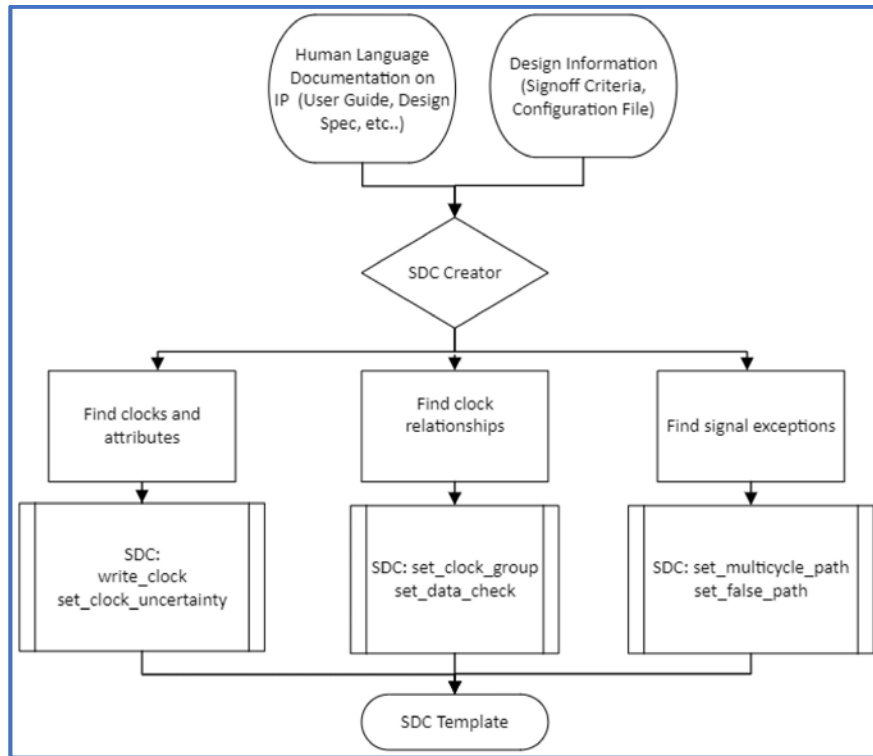 Human Language
Documentation on
IP (User Guide, Design
Spec, etc..)
Design Information
(Signoff Criteria,
Configuration File)
SDC Creator
Find clocks and
attributes
Find clock
relationships
Find signal exceptions
SDC:
write_clock
set_clock_uncertainty
SDC: set_clock_group
set_data_check
SDC: set_multicycle_path
set_false_path
SDC Template